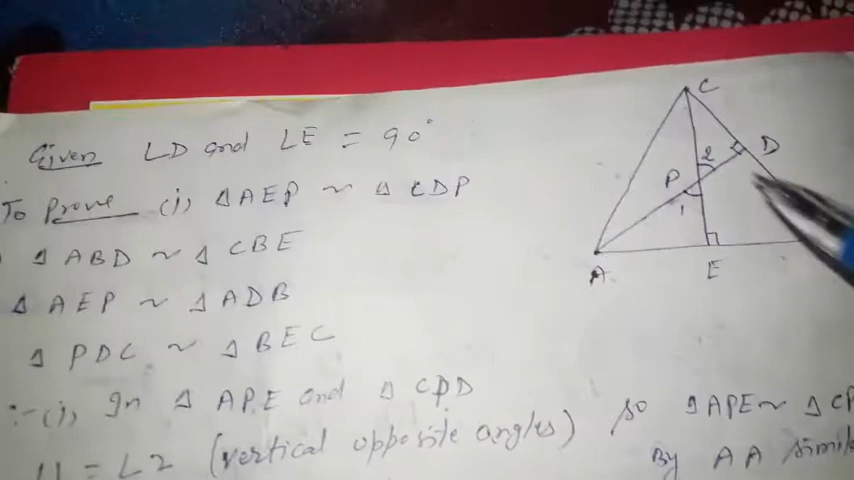 Given ∠D and ∠E = 90°
To Prove (i) △AEP ~ △CDP
△ABD ~ △CBE
△AEP ~ △ADB
△PDC ~ △BEC
:-(i) In △APE and △CPD
∠1 = ∠2 (vertical opposite angles)
so △APE ~ △CP
By AA
C
D
2
P
1
A
E